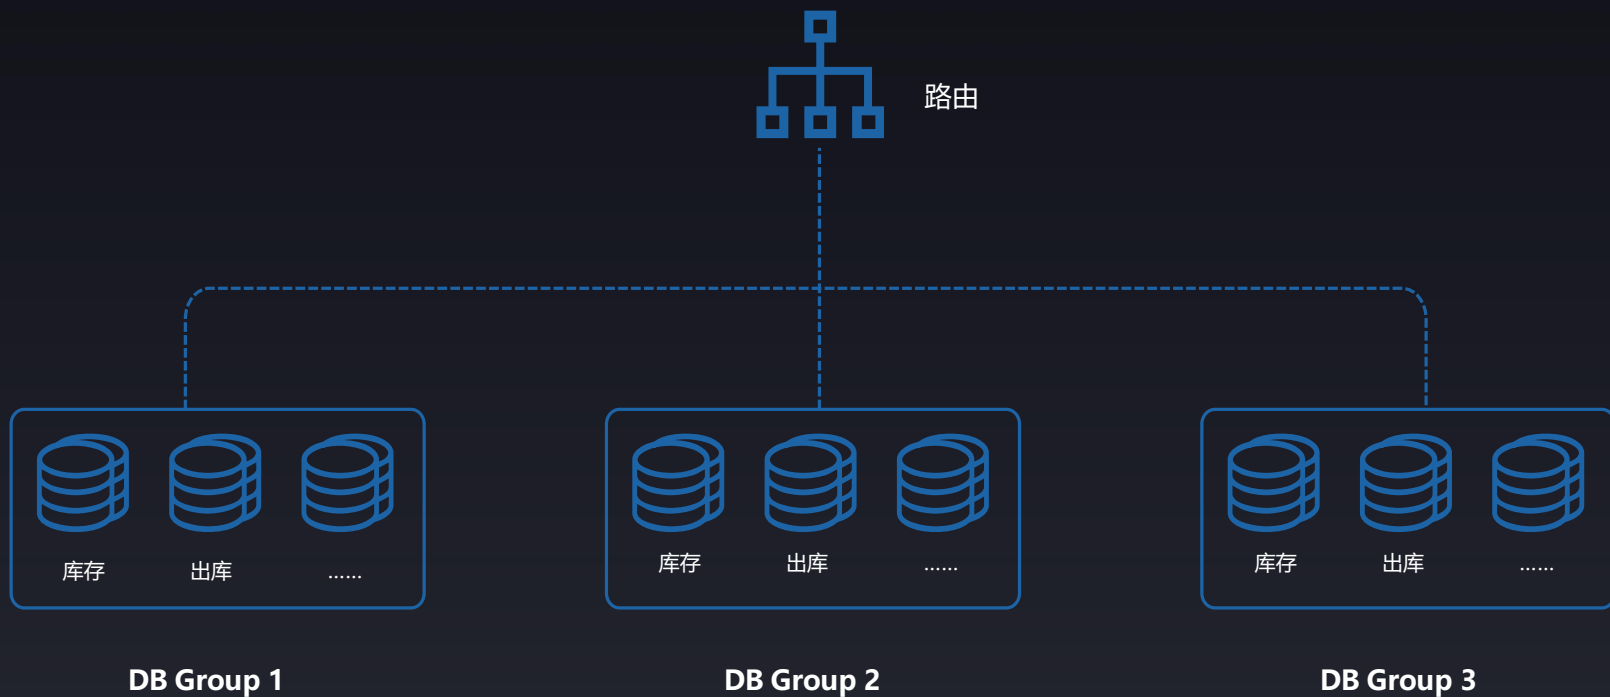 路由
库存 出库 ......
库存 出库 ......
库存 出库 ......
DB Group 1
DB Group 2
DB Group 3